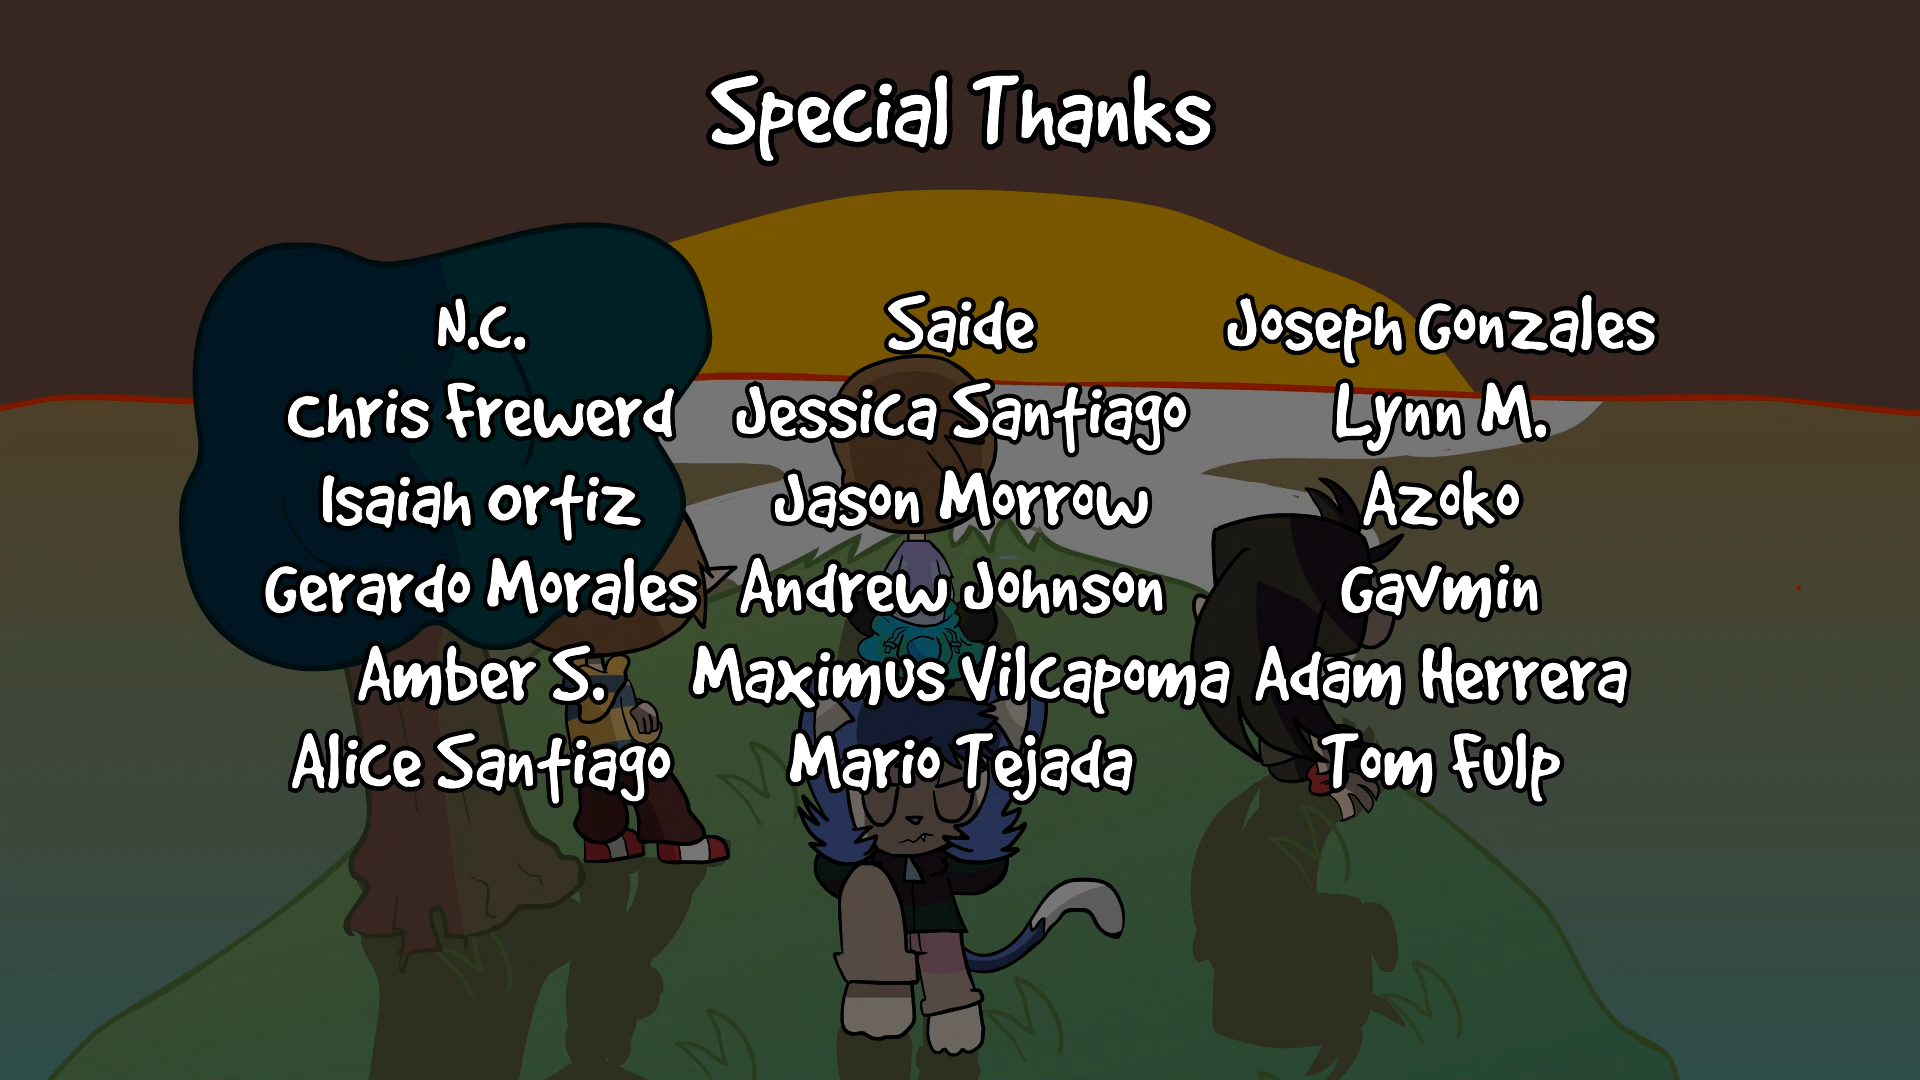 Special Thanks
N.C.
Chris Frewerd
Isaiah Ortiz
Gerardo Morales
Amber S.
Alice Santiago
Saide
Jessica Santiago
Jason Morrow
Andrew Johnson
Maximus Vilcapoma
Mario Tejada
Joseph Gonzales
Lynn M.
Azoko
Gavmin
Adam Herrera
Tom Fulp